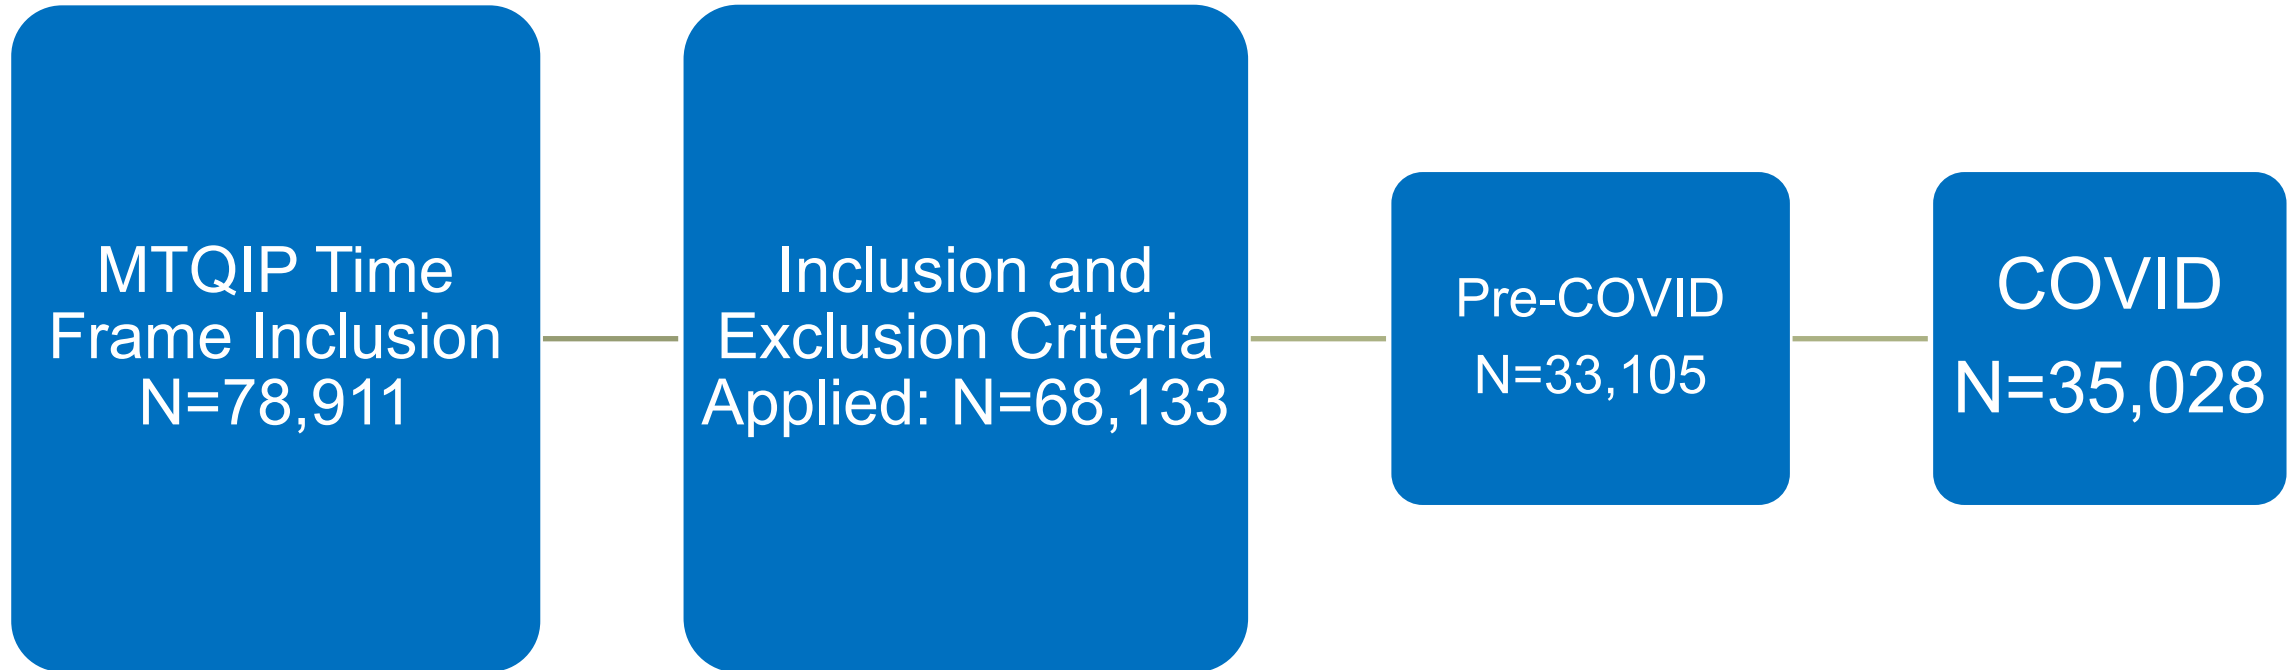 MTQIP Time
Frame Inclusion
N=78,911
Inclusion and
Exclusion Criteria
Applied: N=68,133
Pre-COVID
N=33,105
COVID
N=35,028